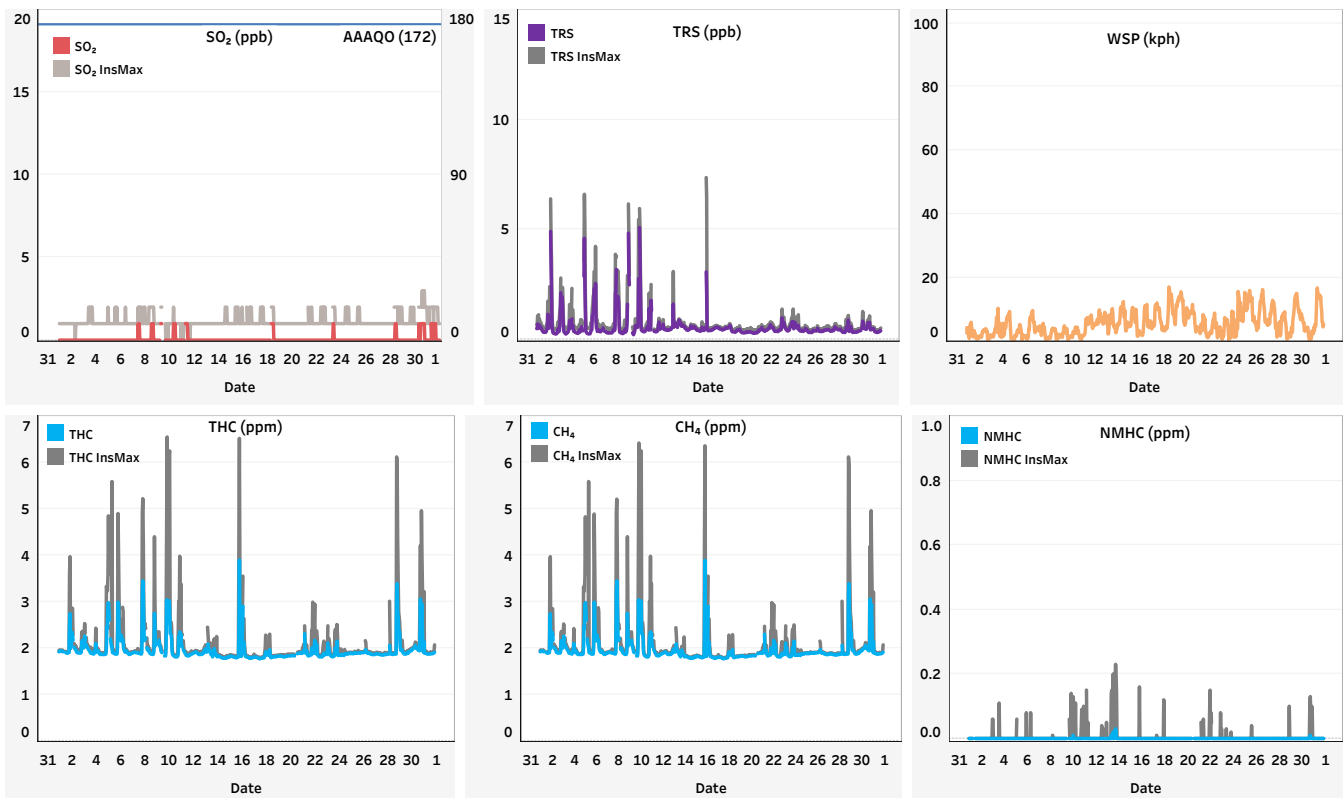 SO₂ (ppb) AAAQO (172)
SO₂
SO₂ InsMax
20 180
15
10 90
5
0 0
31 2 4 6 8 10 12 14 16 18 20 22 24 26 28 30 1
Date
TRS (ppb)
TRS
TRS InsMax
15
10
5
0
31 2 4 6 8 10 12 14 16 18 20 22 24 26 28 30 1
Date
WSP (kph)
100
80
60
40
20
0
31 2 4 6 8 10 12 14 16 18 20 22 24 26 28 30 1
Date
THC (ppm)
THC
THC InsMax
7
6
5
4
3
2
1
0
31 2 4 6 8 10 12 14 16 18 20 22 24 26 28 30 1
Date
CH₄ (ppm)
CH₄
CH₄ InsMax
7
6
5
4
3
2
1
0
31 2 4 6 8 10 12 14 16 18 20 22 24 26 28 30 1
Date
NMHC (ppm)
NMHC
NMHC InsMax
1.0
0.8
0.6
0.4
0.2
0.0
31 2 4 6 8 10 12 14 16 18 20 22 24 26 28 30 1
Date